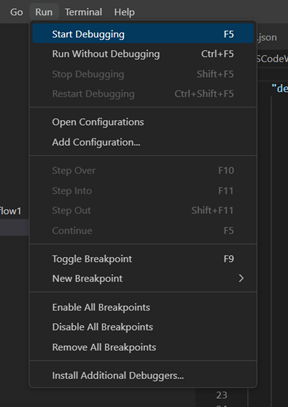 Go Run Terminal Help
Start Debugging F5
.json
Run Without Debugging Ctrl+F5
SCodeW
Stop Debugging Shift+F5
Restart Debugging Ctrl+Shift+F5
"de
Open Configurations
Add Configuration...
Step Over F10
Step Into F11
flow1
Step Out Shift+F11
Continue F5
Toggle Breakpoint F9
New Breakpoint
Enable All Breakpoints
Disable All Breakpoints
Remove All Breakpoints
Install Additional Debuggers...
23